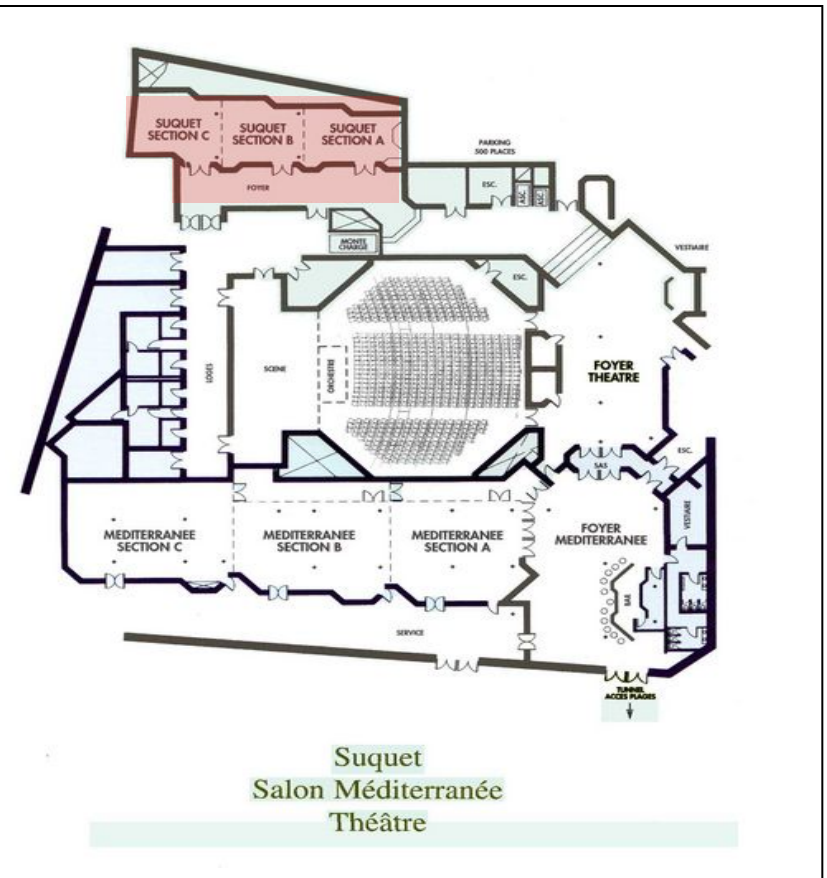 SUQUET
SECTION C
SUQUET
SECTION B
SUQUET
SECTION A
PARKING
500 PLACES
FOYER
ESC.
ASC.
ASC.
MONTE
CHARGE
VESTIAIRE
ESC.
LOGES
SCENE
ORCHESTRE
FOYER
THEATRE
ESC.
SAS
VESTIAIRE
MEDITERRANEE
SECTION C
MEDITERRANEE
SECTION B
MEDITERRANEE
SECTION A
FOYER
MEDITERRANEE
BAR
SERVICE
TUNNEL
ACCES PLAGES
Suquet
Salon Méditerranée
Théâtre